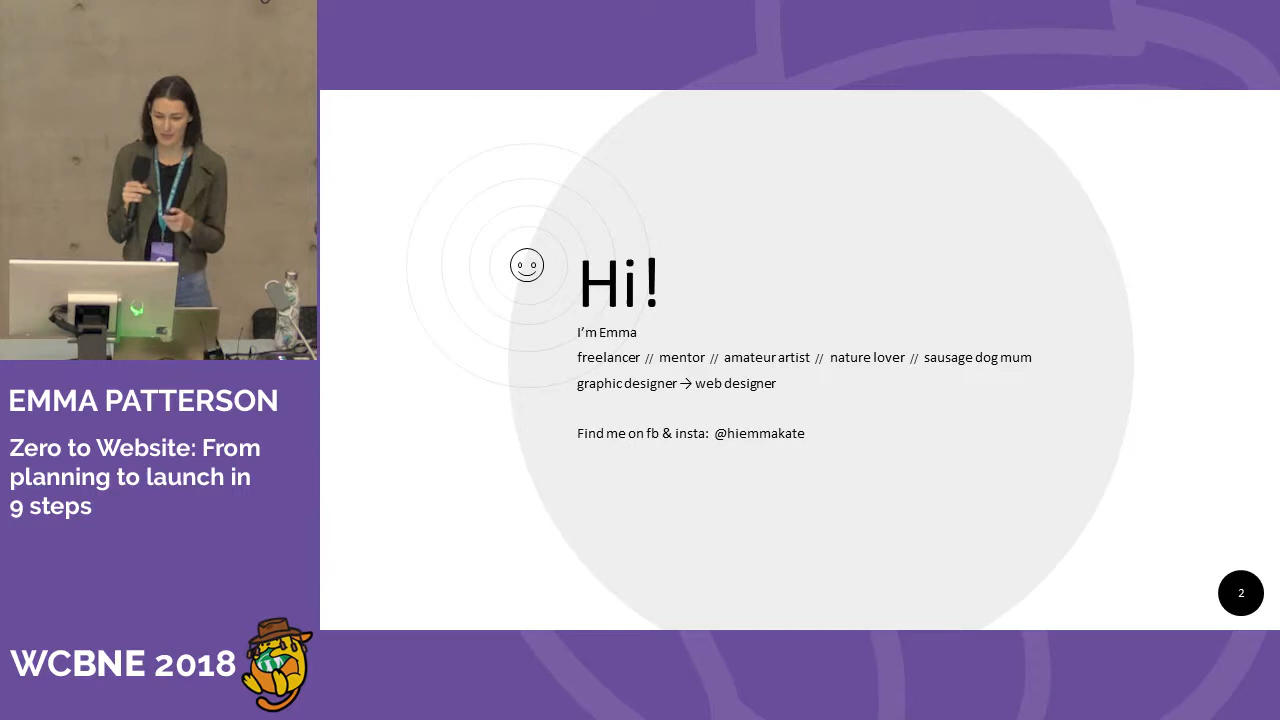 EMMA PATTERSON
Zero to Website: From
planning to launch in
9 steps
WCBNE 2018
Hi!
I'm Emma
freelancer // mentor // amateur artist // nature lover // sausage dog mum
graphic designer → web designer
Find me on fb & insta: @hiemmakate
2